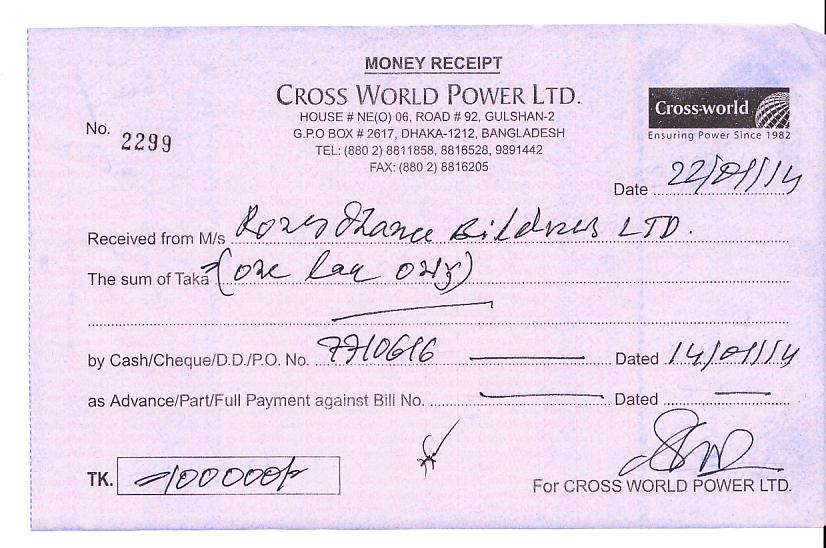 MONEY RECEIPT
CROSS WORLD POWER LTD.
HOUSE # NE(O) 06, ROAD # 92, GULSHAN-2
G.P.O BOX # 2617, DHAKA-1212, BANGLADESH
TEL: (880 2) 8811858, 8816528, 9891442
FAX: (880 2) 8816205
Cross-world
Ensuring Power Since 1982
No. 2299
Date 22/01/14
Received from M/s LTD.
The sum of Taka = (one lac only)
by Cash/Cheque/D.D./P.O. No. 7710616 Dated 14/01/14
as Advance/Part/Full Payment against Bill No. Dated
TK. =100000/-
For CROSS WORLD POWER LTD.